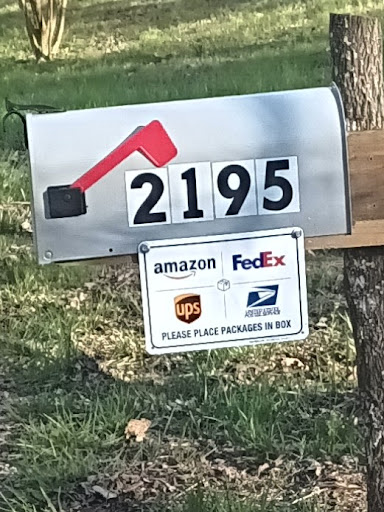 2195
amazon FedEx
ups
PLEASE PLACE PACKAGES IN BOX